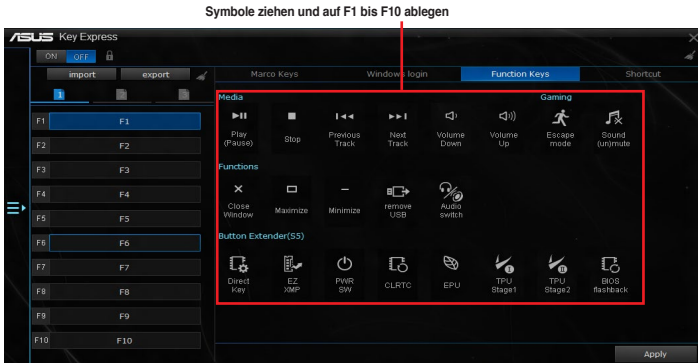 Symbole ziehen und auf F1 bis F10 ablegen
ASUS Key Express
ON OFF
import export
1 2 3
Marco Keys Windows login Function Keys Shortcut
F1 F1
F2 F2
F3 F3
F4 F4
F5 F5
F6 F6
F7 F7
F8 F8
F9 F9
F10 F10
Media Gaming
Play (Pause)
Stop
Previous Track
Next Track
Volume Down
Volume Up
Escape mode
Sound (un)mute
Functions
Close Window
Maximize
Minimize
remove USB
Audio switch
Button Extender(S5)
Direct Key
EZ XMP
PWR SW
CLRTC
EPU
TPU Stage1
TPU Stage2
BIOS flashback
Apply